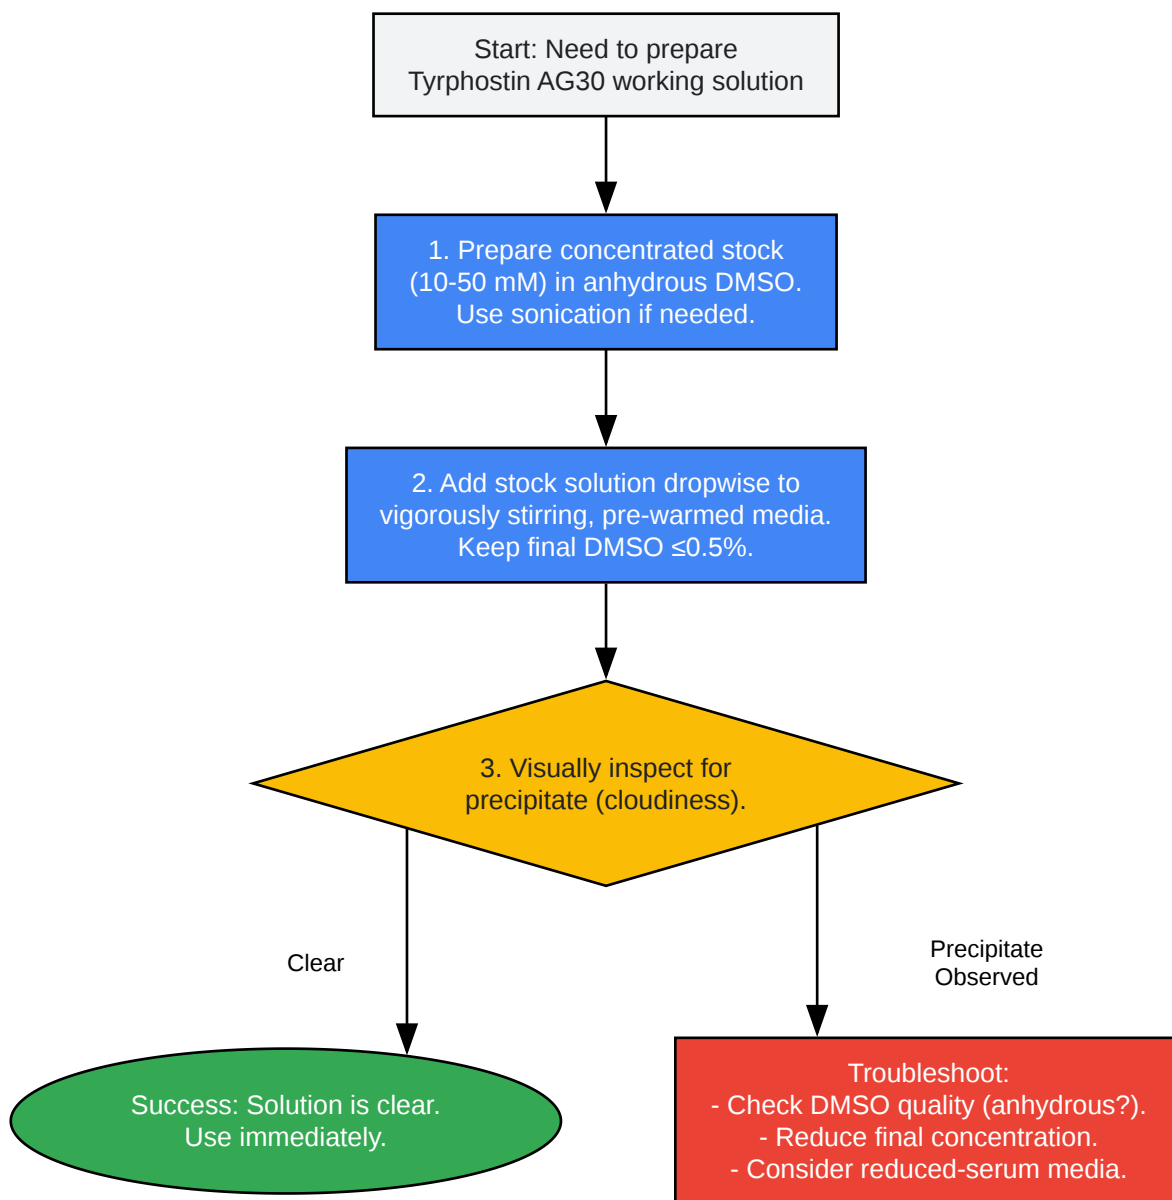 Start: Need to prepare
Tyrphostin AG30 working solution
1. Prepare concentrated stock
(10-50 mM) in anhydrous DMSO.
Use sonication if needed.
2. Add stock solution dropwise to
vigorously stirring, pre-warmed media.
Keep final DMSO ≤0.5%.
3. Visually inspect for
precipitate (cloudiness).
Clear
Precipitate
Observed
Success: Solution is clear.
Use immediately.
Troubleshoot:
- Check DMSO quality (anhydrous?).
- Reduce final concentration.
- Consider reduced-serum media.